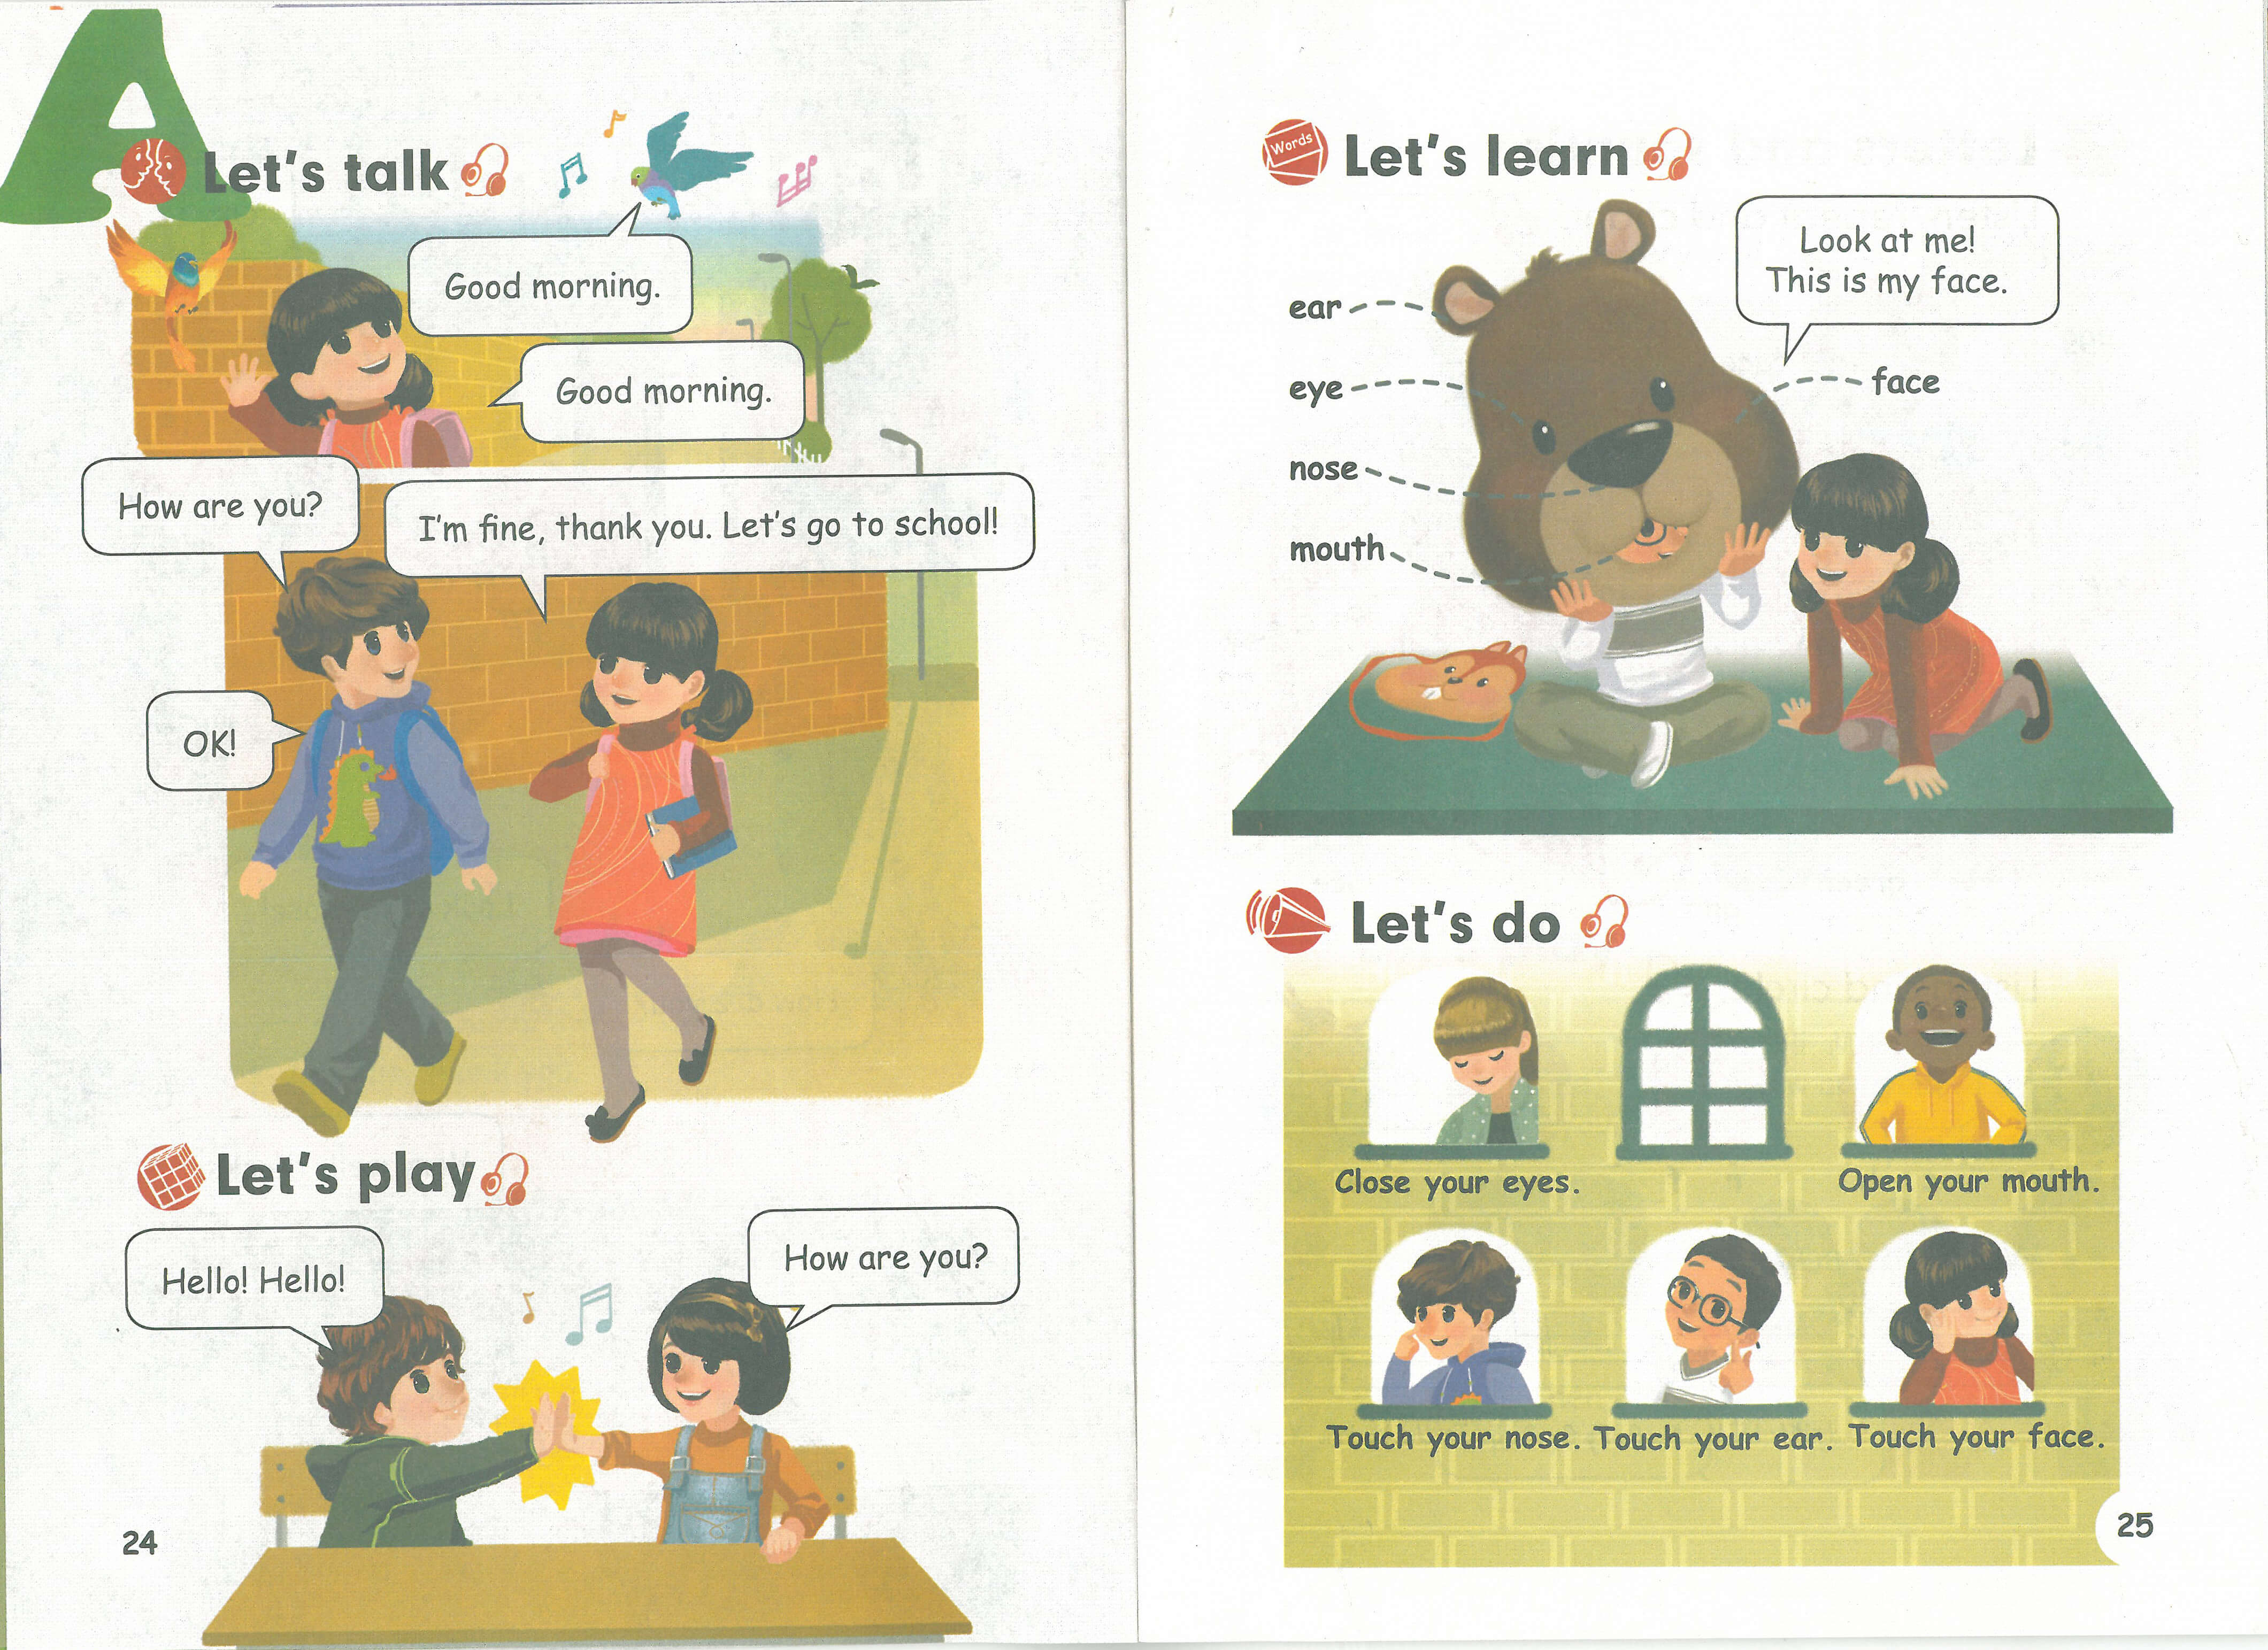 A
Let's talk
Good morning.
Good morning.
How are you?
I'm fine, thank you. Let's go to school!
OK!
Let's play
Hello! Hello!
How are you?
24
Words
Let's learn
Look at me!
This is my face.
ear
eye
face
nose
mouth
Let's do
Close your eyes.
Open your mouth.
Touch your nose.
Touch your ear.
Touch your face.
25